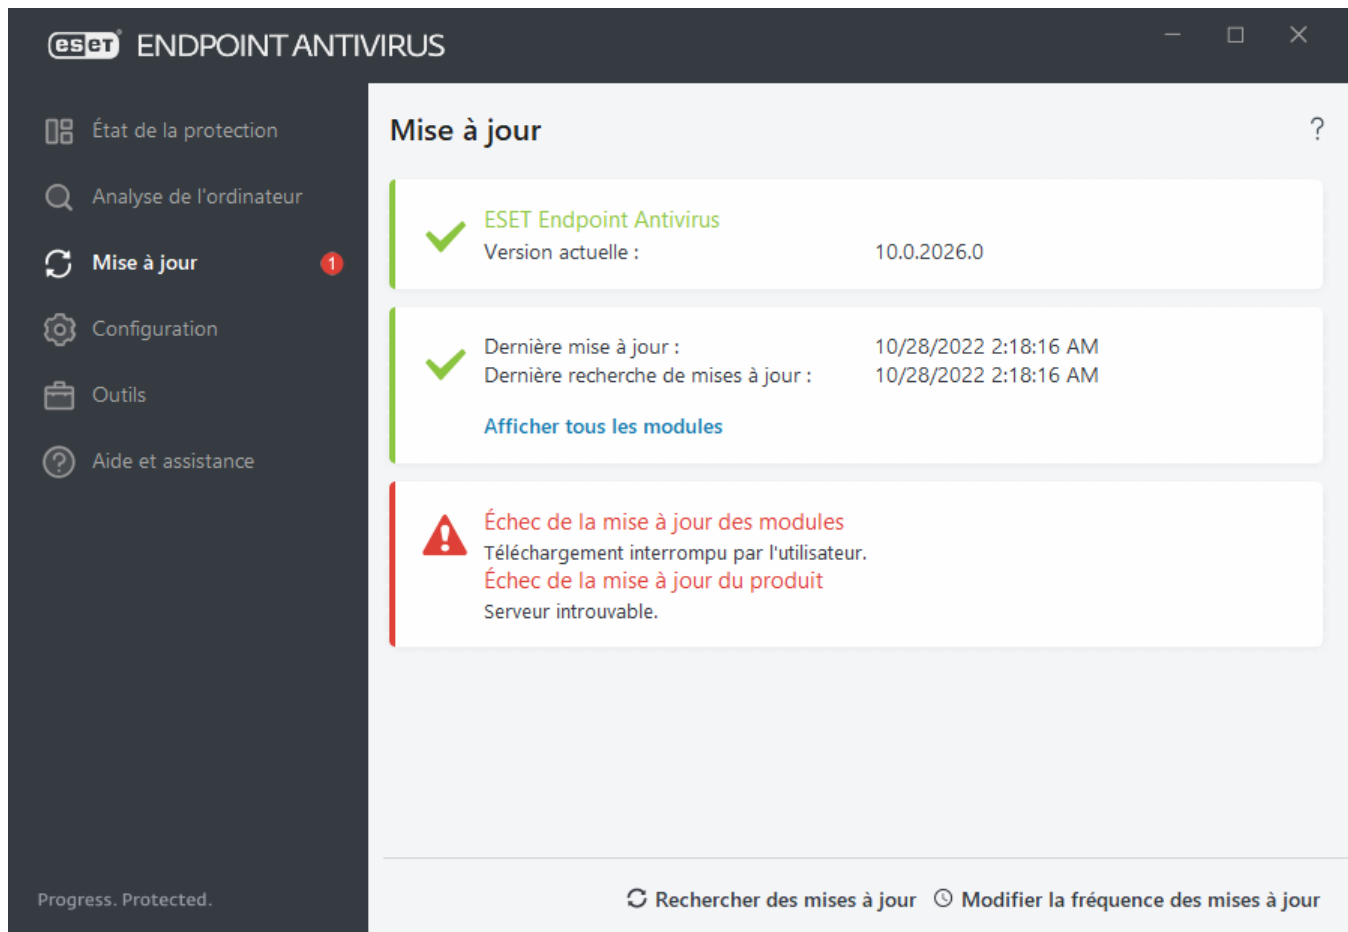 eset ENDPOINT ANTIVIRUS
État de la protection
Analyse de l'ordinateur
Mise à jour 1
Configuration
Outils
Aide et assistance
Progress. Protected.
Mise à jour ?
ESET Endpoint Antivirus
Version actuelle : 10.0.2026.0
Dernière mise à jour : 10/28/2022 2:18:16 AM
Dernière recherche de mises à jour : 10/28/2022 2:18:16 AM
Afficher tous les modules
Échec de la mise à jour des modules
Téléchargement interrompu par l'utilisateur.
Échec de la mise à jour du produit
Serveur introuvable.
Rechercher des mises à jour Modifier la fréquence des mises à jour